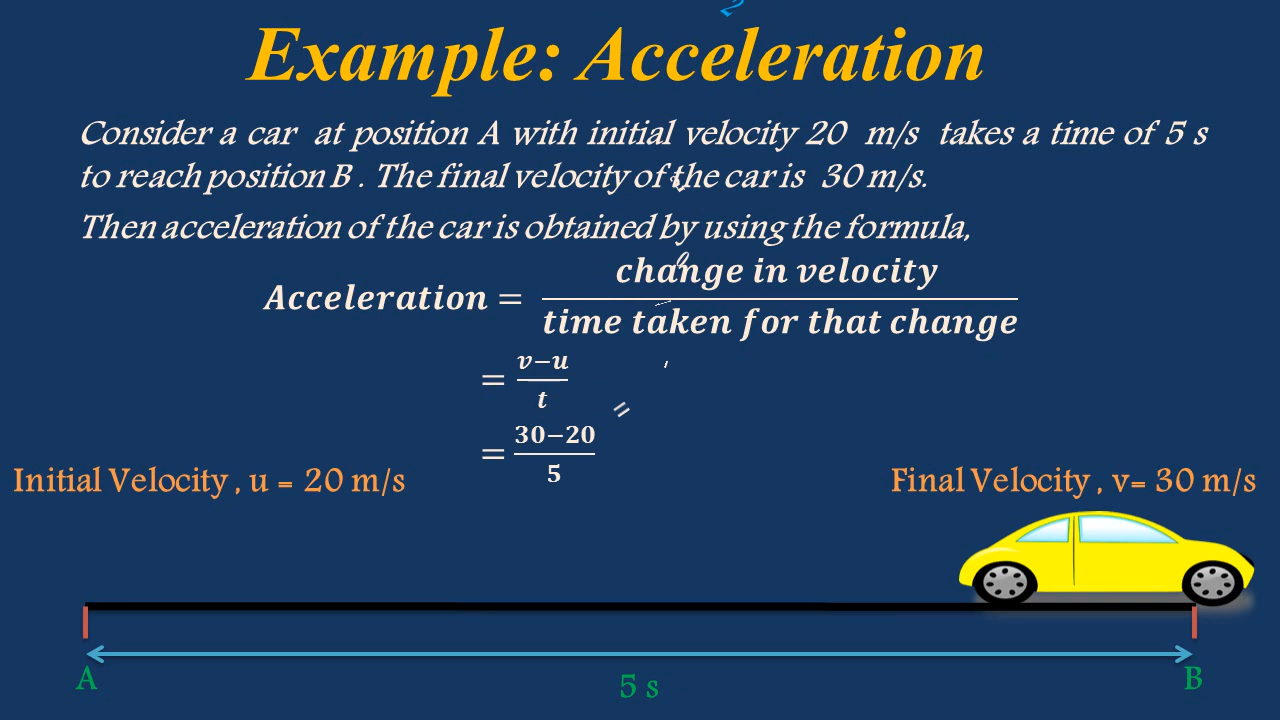 2
Example: Acceleration
Consider a car at position A with initial velocity 20 m/s takes a time of 5 s
to reach position B . The final velocity of the car is 30 m/s.
Then acceleration of the car is obtained by using the formula,
Acceleration = change in velocity / time taken for that change
= v−u / t
=
= 30−20 / 5
Initial Velocity , u = 20 m/s
Final Velocity , v= 30 m/s
A
5 s
B